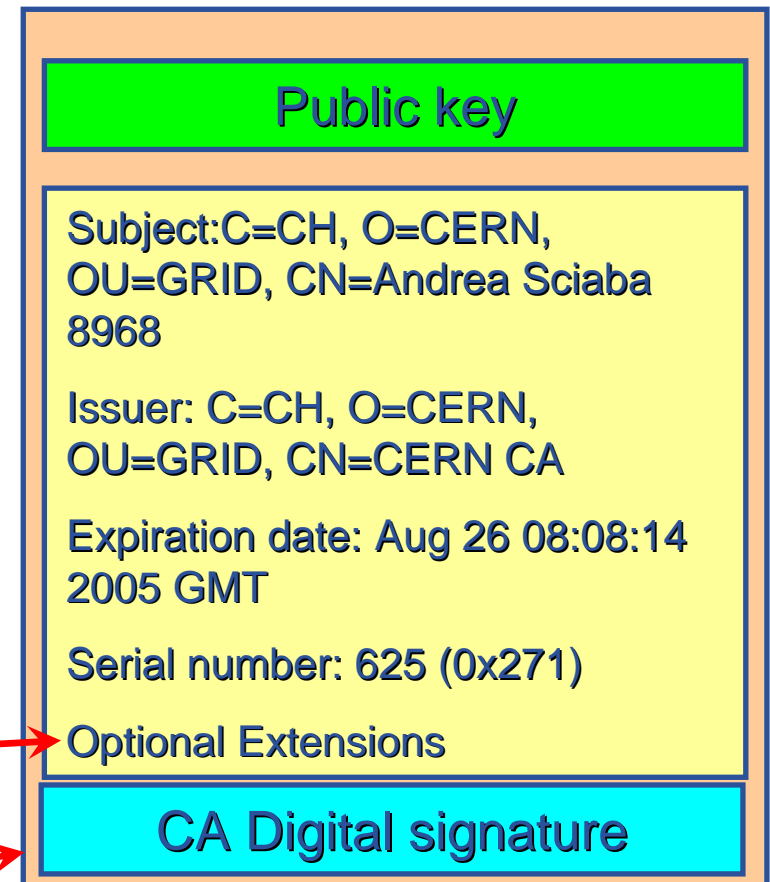 Public key
Subject:C=CH, O=CERN,
OU=GRID, CN=Andrea Sciaba
8968
Issuer: C=CH, O=CERN,
OU=GRID, CN=CERN CA
Expiration date: Aug 26 08:08:14
2005 GMT
Serial number: 625 (0x271)
Optional Extensions
CA Digital signature